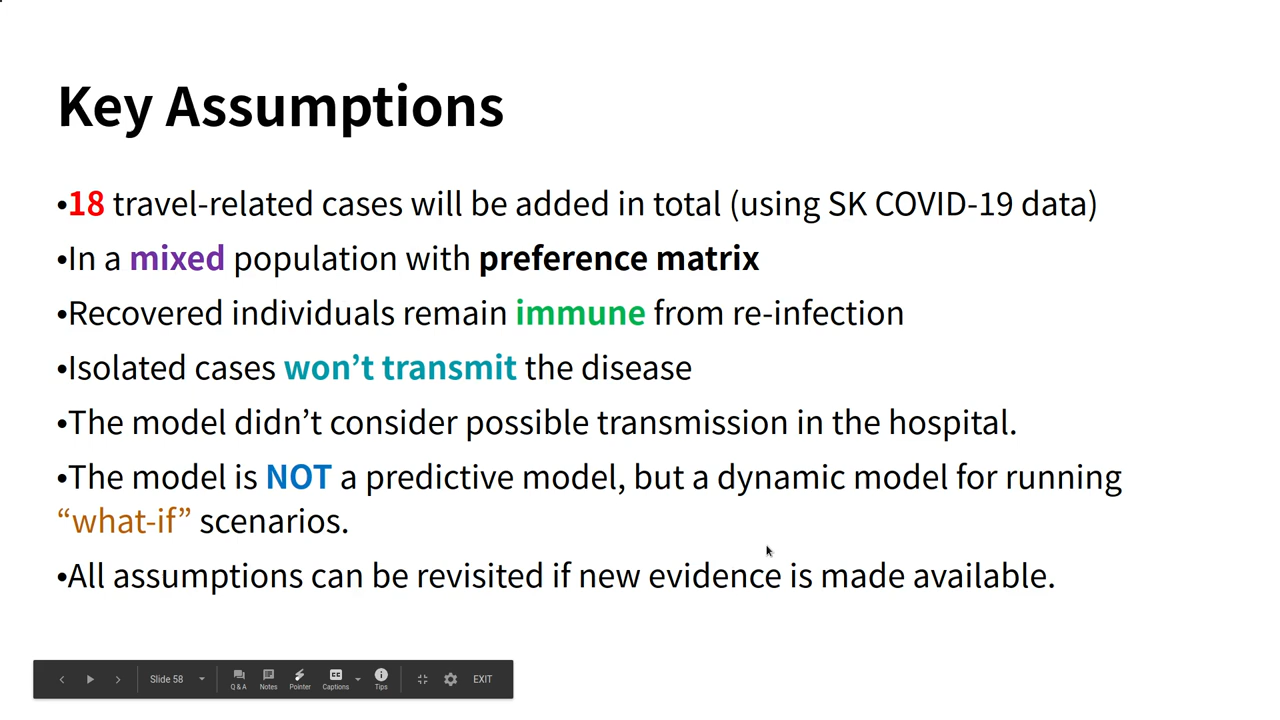 Key Assumptions
•18 travel-related cases will be added in total (using SK COVID-19 data)
•In a mixed population with preference matrix
•Recovered individuals remain immune from re-infection
•Isolated cases won’t transmit the disease
•The model didn’t consider possible transmission in the hospital.
•The model is NOT a predictive model, but a dynamic model for running
“what-if” scenarios.
•All assumptions can be revisited if new evidence is made available.
Slide 58 Q & A Notes Pointer Captions Tips EXIT